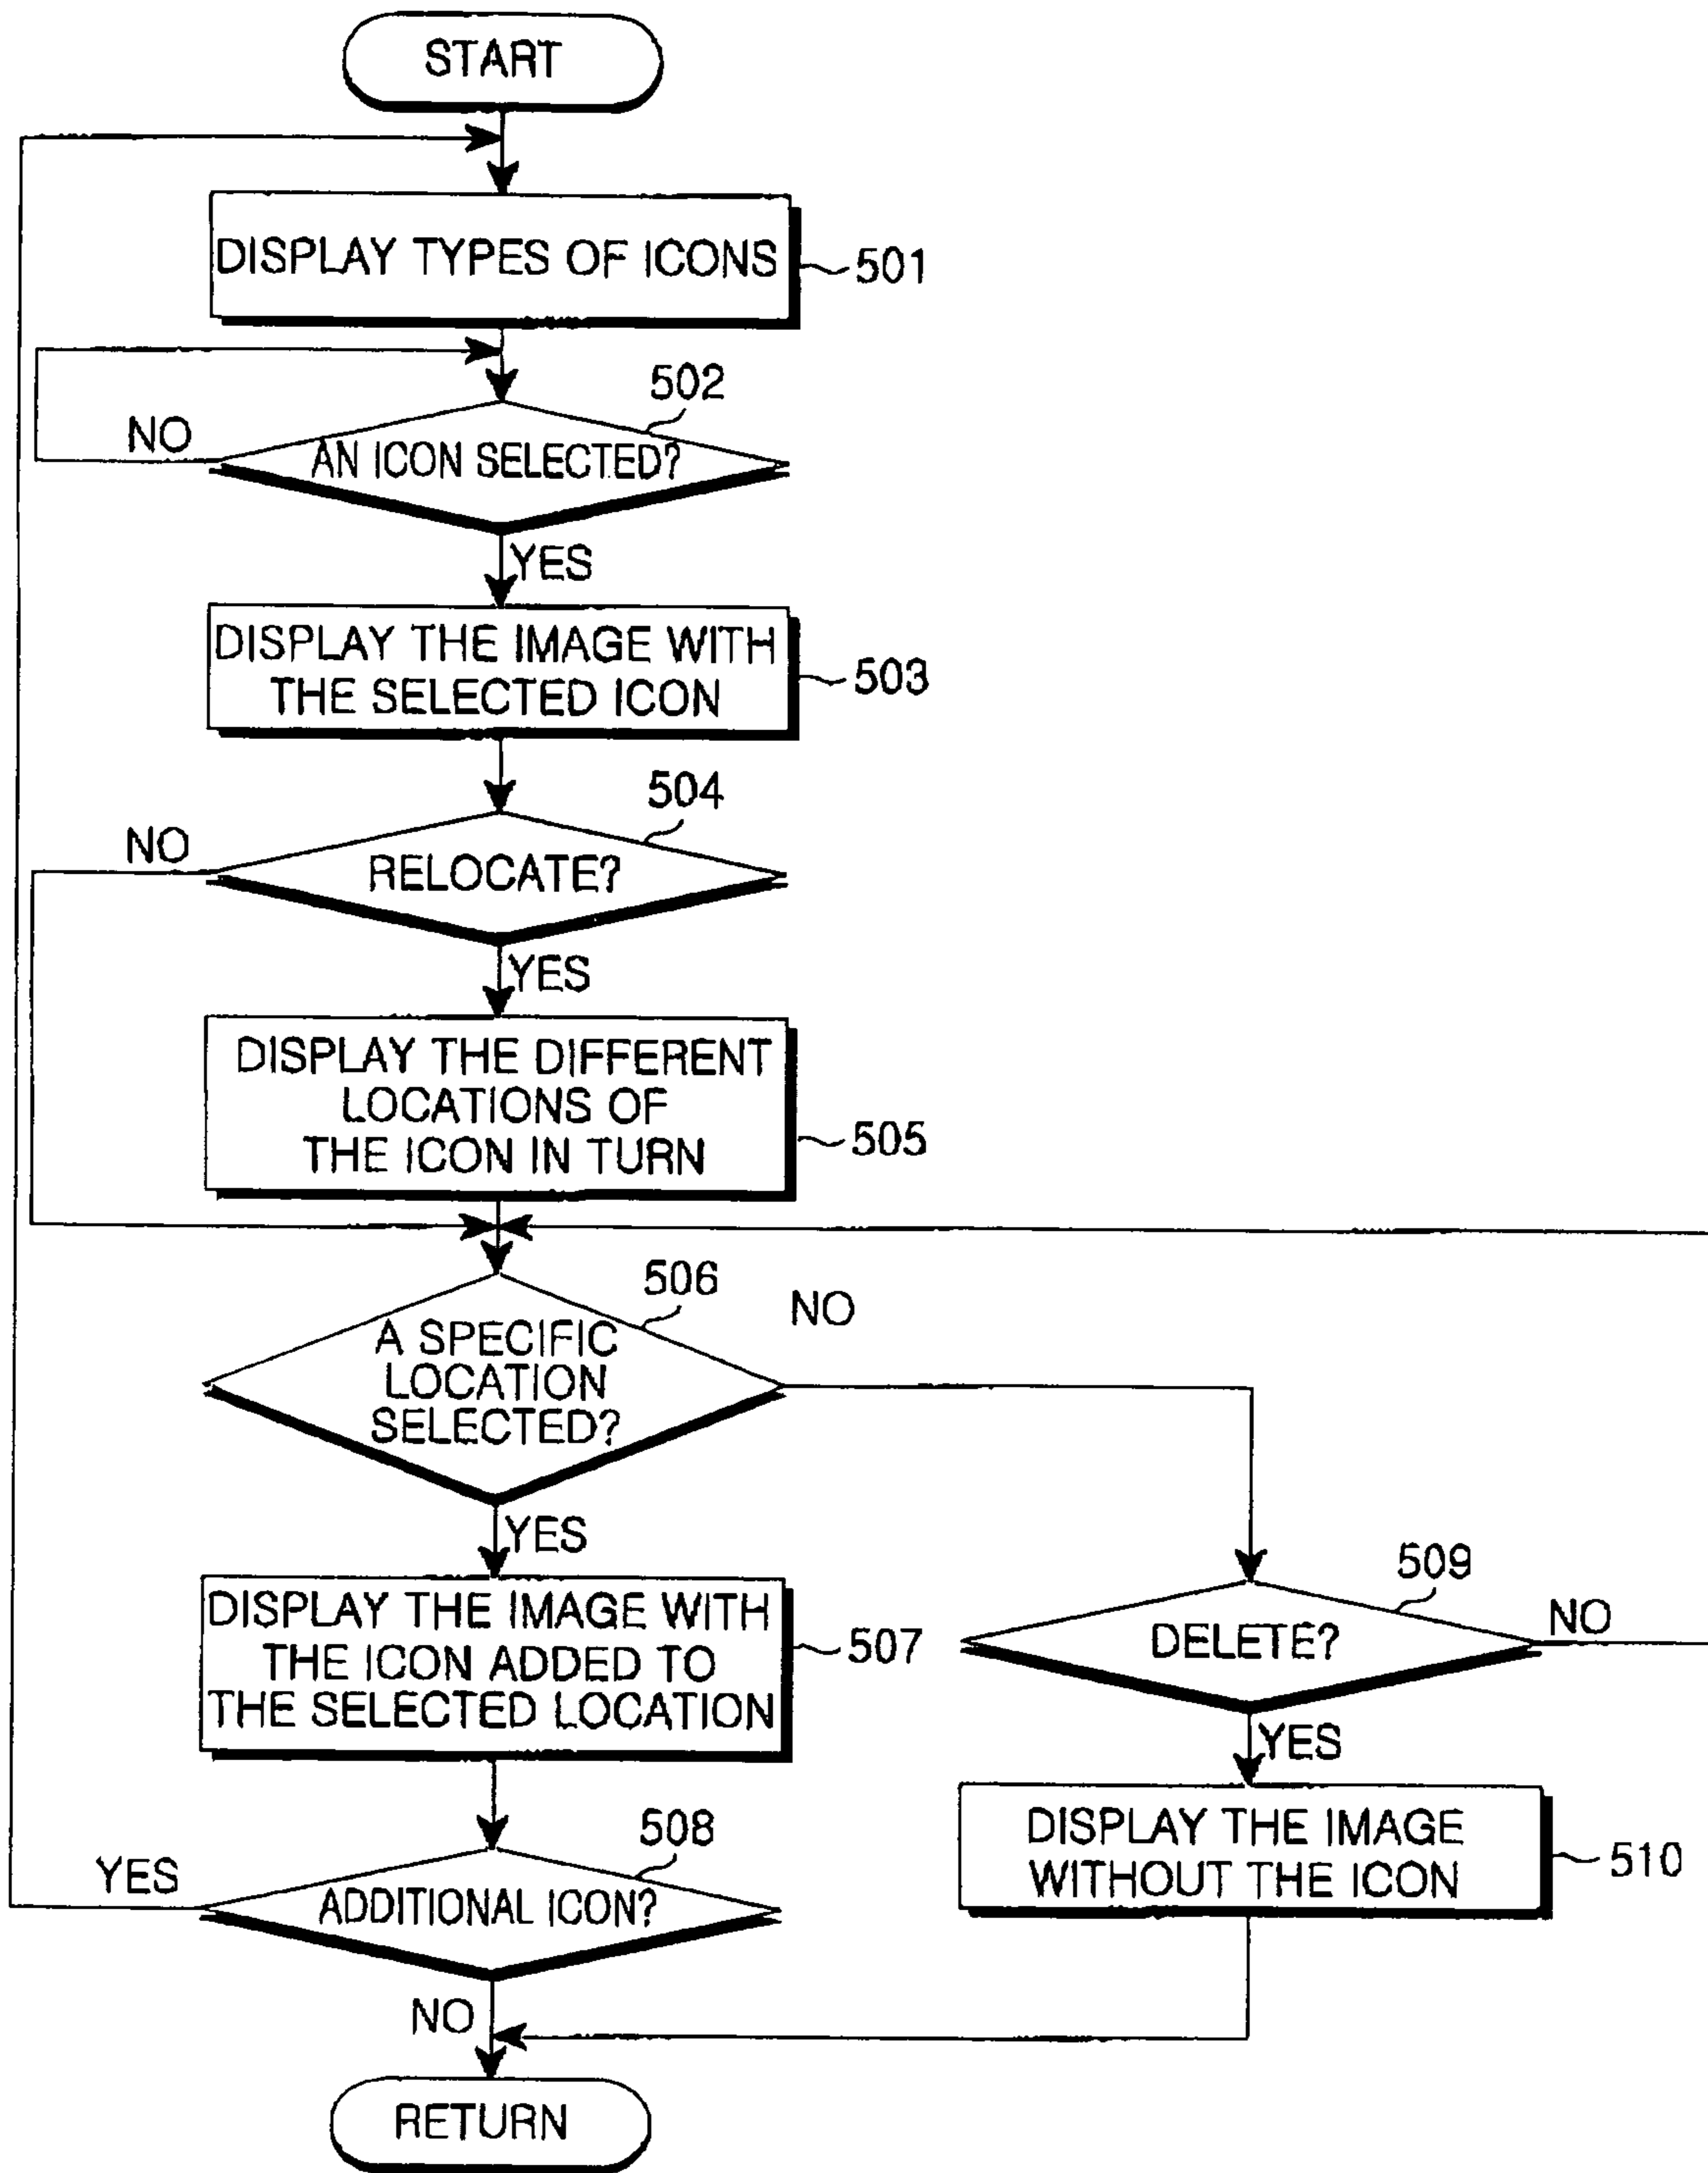 START
DISPLAY TYPES OF ICONS
501
502
NO
AN ICON SELECTED?
YES
DISPLAY THE IMAGE WITH
THE SELECTED ICON
503
504
NO
RELOCATE?
YES
DISPLAY THE DIFFERENT
LOCATIONS OF
THE ICON IN TURN
505
506
NO
A SPECIFIC
LOCATION
SELECTED?
YES
DISPLAY THE IMAGE WITH
THE ICON ADDED TO
THE SELECTED LOCATION
507
509
NO
DELETE?
YES
508
YES
ADDITIONAL ICON?
DISPLAY THE IMAGE
WITHOUT THE ICON
510
NO
RETURN